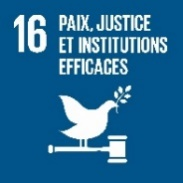 16 PAIX, JUSTICE
ET INSTITUTIONS
EFFICACES